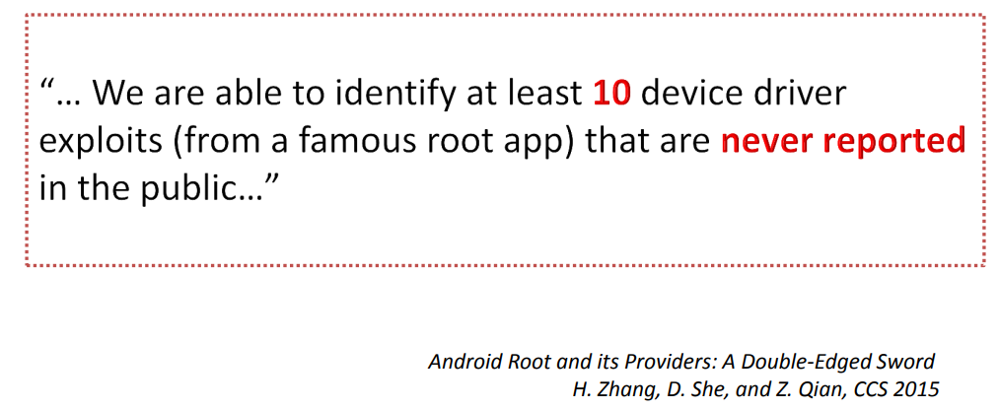 “… We are able to identify at least 10 device driver
exploits (from a famous root app) that are never reported
in the public…”
Android Root and its Providers: A Double-Edged Sword
H. Zhang, D. She, and Z. Qian, CCS 2015